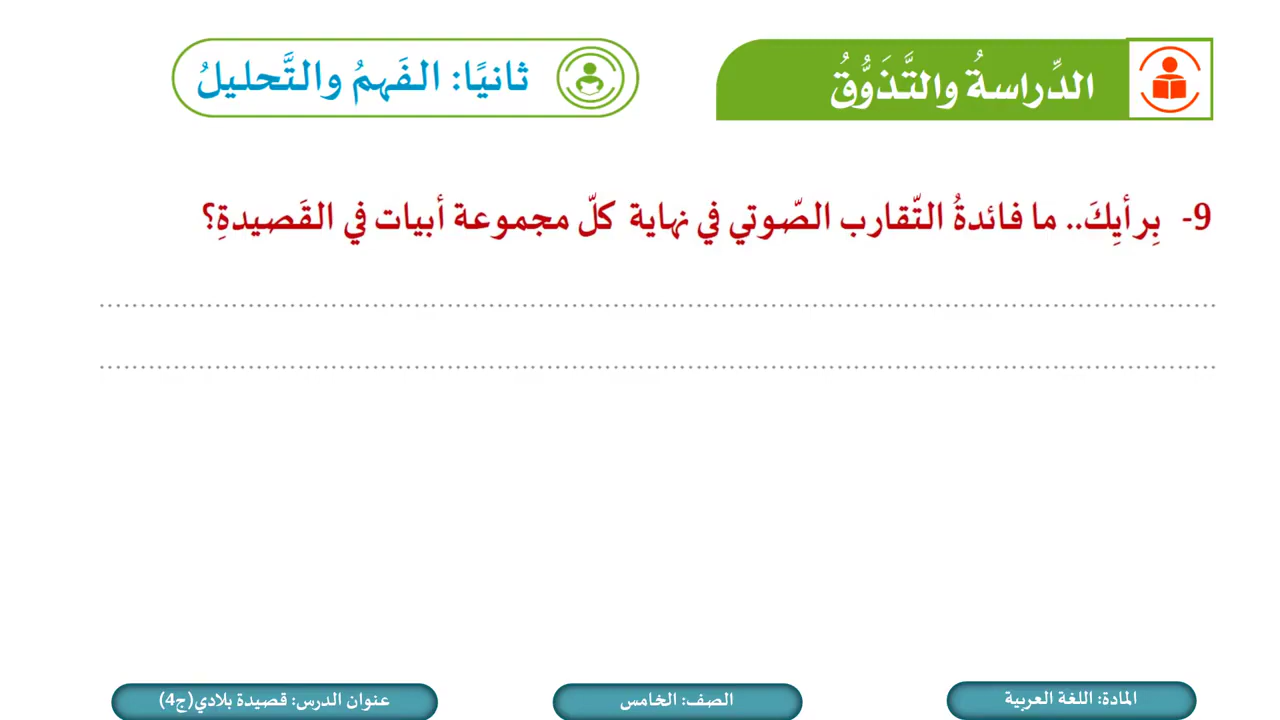 الدِّراسةُ والتَّذَوُّقُ
ثانيًا: الفَهمُ والتَّحليلُ
9- بِرأيِكَ.. ما فائدةُ التّقارب الصّوتي في نهاية كلّ مجموعة أبيات في القَصيدةِ؟
المادة: اللغة العربية
الصف: الخامس
عنوان الدرس: قصيدة بلادي(ج4)